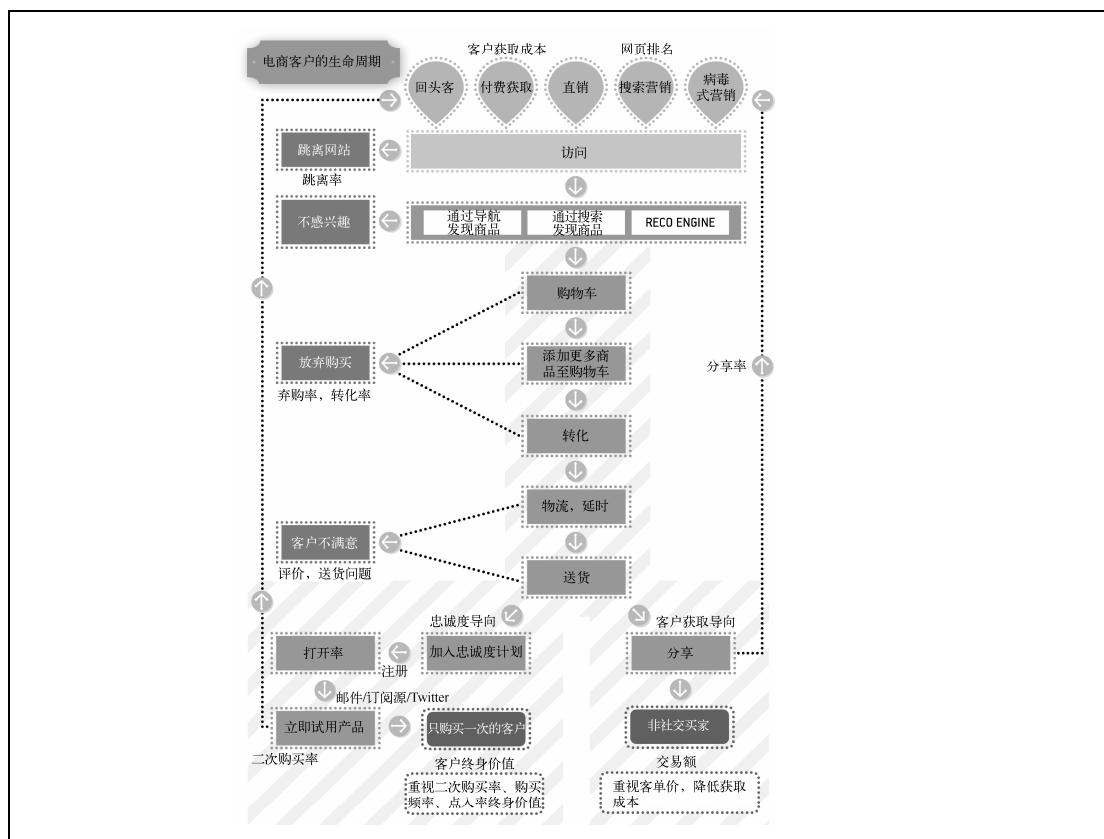 电商客户的生命周期
客户获取成本
网页排名
回头客
付费获取
直销
搜索营销
病毒
式营销
跳离网站
访问
跳离率
不感兴趣
通过导航
发现商品
通过搜索
发现商品
RECO ENGINE
购物车
放弃购买
添加更多商
品至购物车
分享率
弃购率，转化率
转化
物流，延时
客户不满意
评价，送货问题
送货
忠诚度导向
客户获取导向
打开率
加入忠诚度计划
分享
注册
邮件/订阅源/Twitter
立即试用产品
只购买一次的客户
非社交买家
二次购买率
客户终身价值
交易额
重视二次购买率、购买
频率、点入率终身价值
重视客单价，降低获取
成本